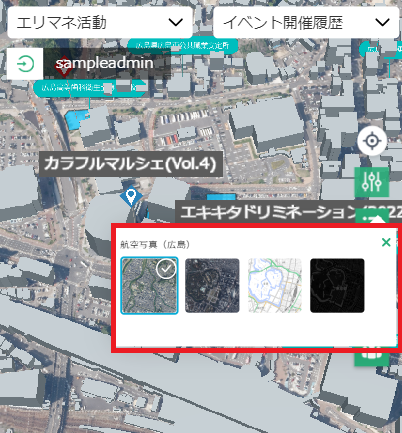 エリマネ活動
イベント開催履歴
sampleadmin
カラフルマルシェ(Vol.4)
エキキタドリミネーション(2022
航空写真（広島）